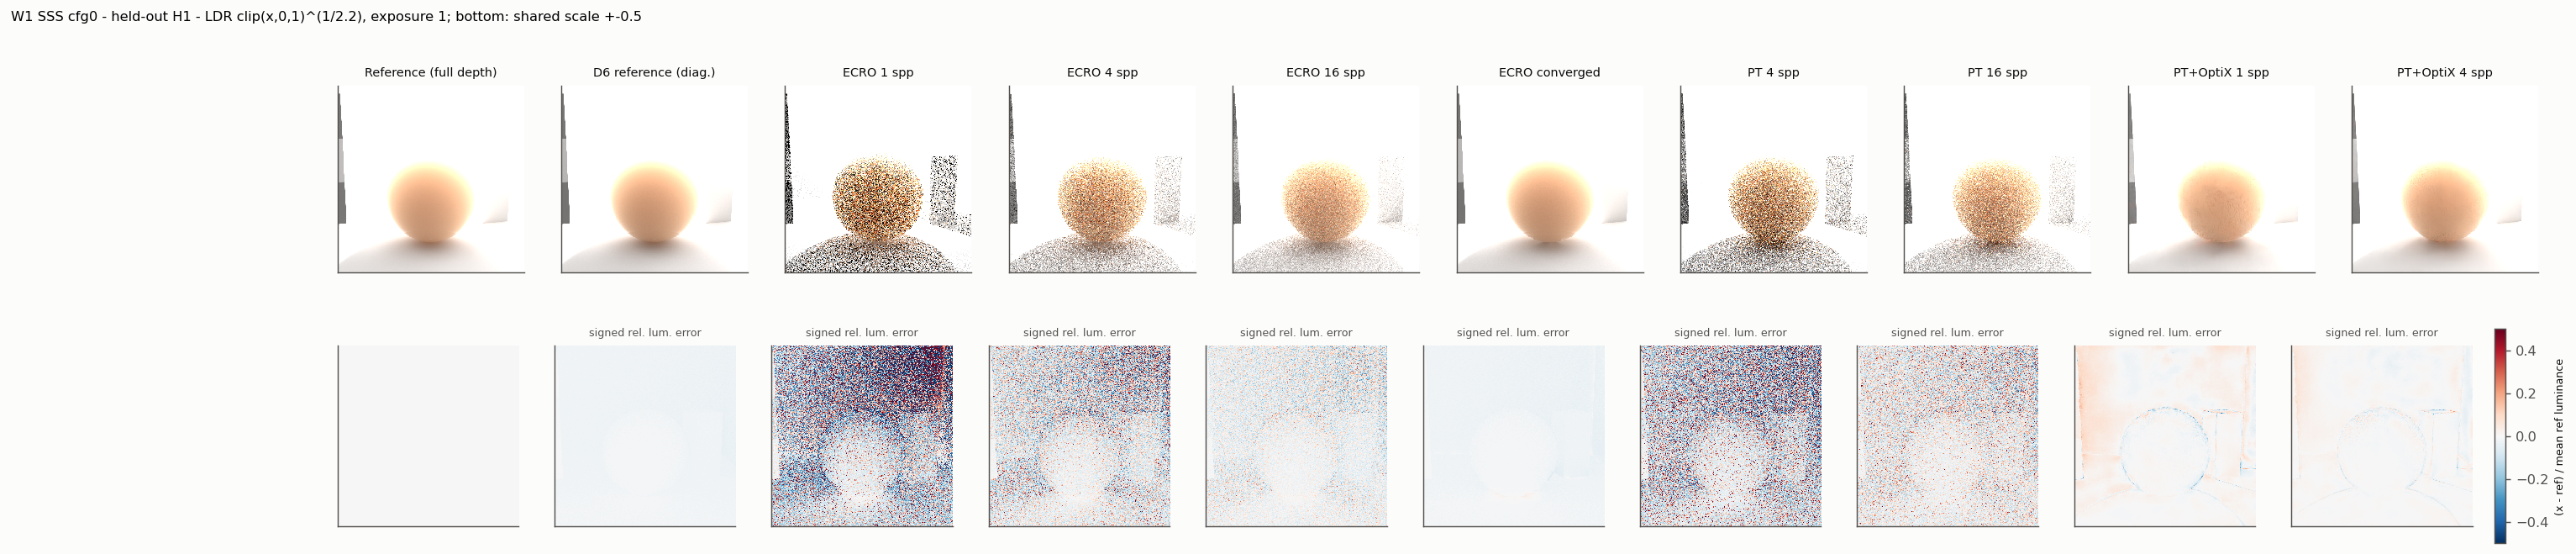 W1 SSS cfg0 - held-out H1 - LDR clip(x,0,1)^(1/2.2), exposure 1; bottom: shared scale +-0.5
Reference (full depth)
D6 reference (diag.)
ECRO 1 spp
ECRO 4 spp
ECRO 16 spp
ECRO converged
PT 4 spp
PT 16 spp
PT+OptiX 1 spp
PT+OptiX 4 spp
signed rel. lum. error
signed rel. lum. error
signed rel. lum. error
signed rel. lum. error
signed rel. lum. error
signed rel. lum. error
signed rel. lum. error
signed rel. lum. error
signed rel. lum. error
0.4
0.2
0.0
−0.2
−0.4
(x - ref) / mean ref luminance